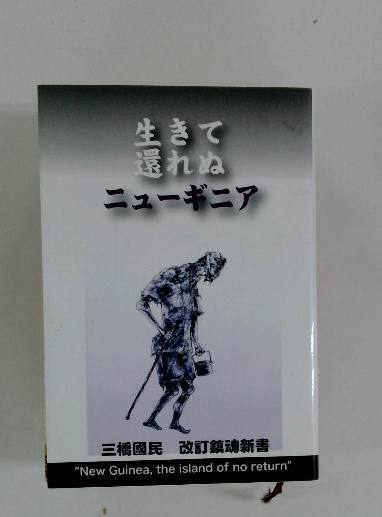 生きて
還れぬ
ニューギニア
三橋國民 改訂鎮魂新書
"New Guinea, the island of no return"